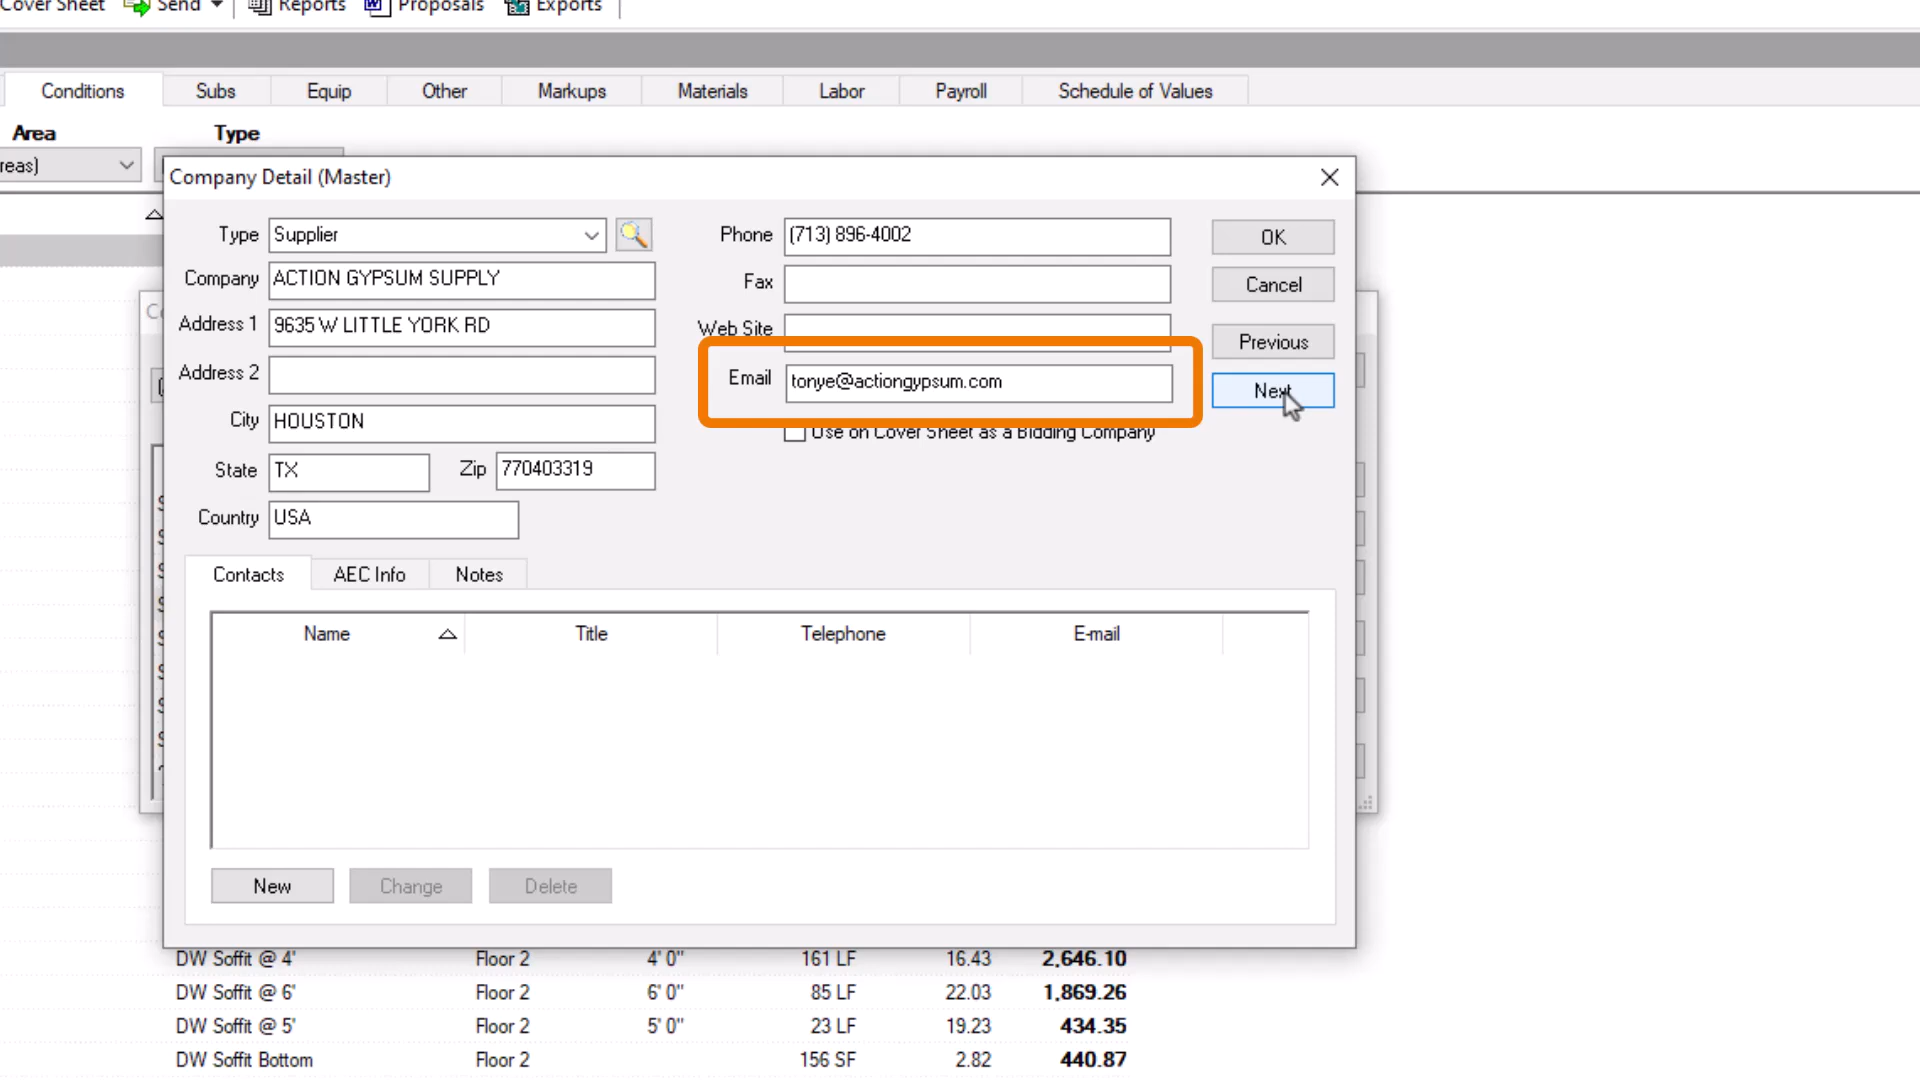 Cover Sheet Send Reports Proposals Exports
Conditions Subs Equip Other Markups Materials Labor Payroll Schedule of Values
Area Type
reas)
Company Detail (Master)
Type Supplier Phone (713) 896-4002 OK
Company ACTION GYPSUM SUPPLY Fax Cancel
Address 1 9635 W LITTLE YORK RD Web Site Previous
Address 2 Email tonye@actiongypsum.com Next
City HOUSTON Use on Cover Sheet as a Bidding Company
State TX Zip 770403319
Country USA
Contacts AEC Info Notes
Name Title Telephone E-mail
New Change Delete
DW Soffit @ 4' Floor 2 4' 0" 161 LF 16.43 2,646.10
DW Soffit @ 6' Floor 2 6' 0" 85 LF 22.03 1,869.26
DW Soffit @ 5' Floor 2 5' 0" 23 LF 19.23 434.35
DW Soffit Bottom Floor 2 156 SF 2.82 440.87